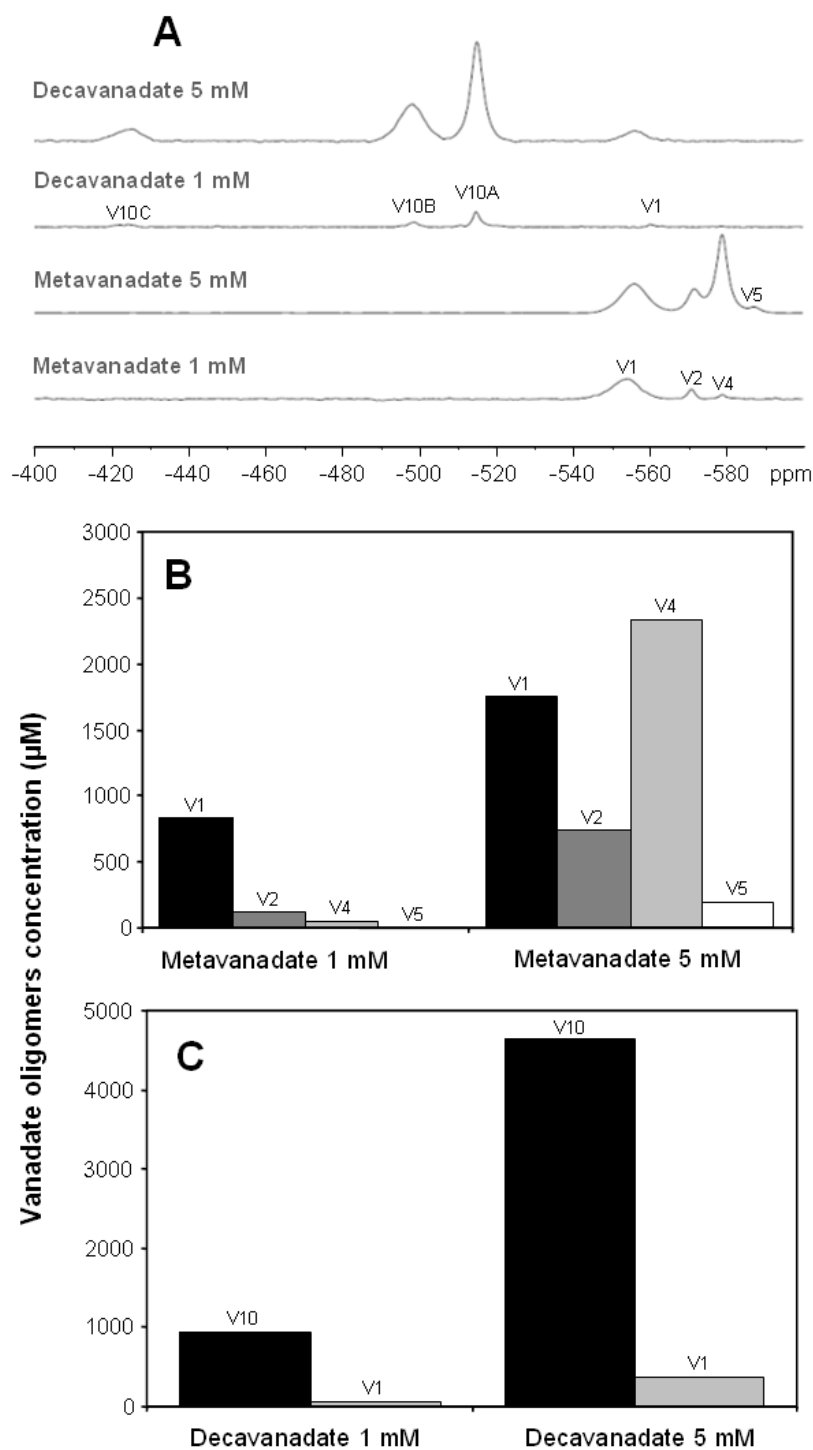 A
Decavanadate 5 mM
Decavanadate 1 mM
V10C
V10B
V10A
V1
Metavanadate 5 mM
V5
Metavanadate 1 mM
V1
V2
V4
-400 -420 -440 -460 -480 -500 -520 -540 -560 -580 ppm
Vanadate oligomers concentration (µM)
B
3000
2500
2000
1500
1000
500
0
V1
V2
V4
V5
V1
V2
V4
V5
Metavanadate 1 mM
Metavanadate 5 mM
C
5000
4000
3000
2000
1000
0
V10
V1
V10
V1
Decavanadate 1 mM
Decavanadate 5 mM